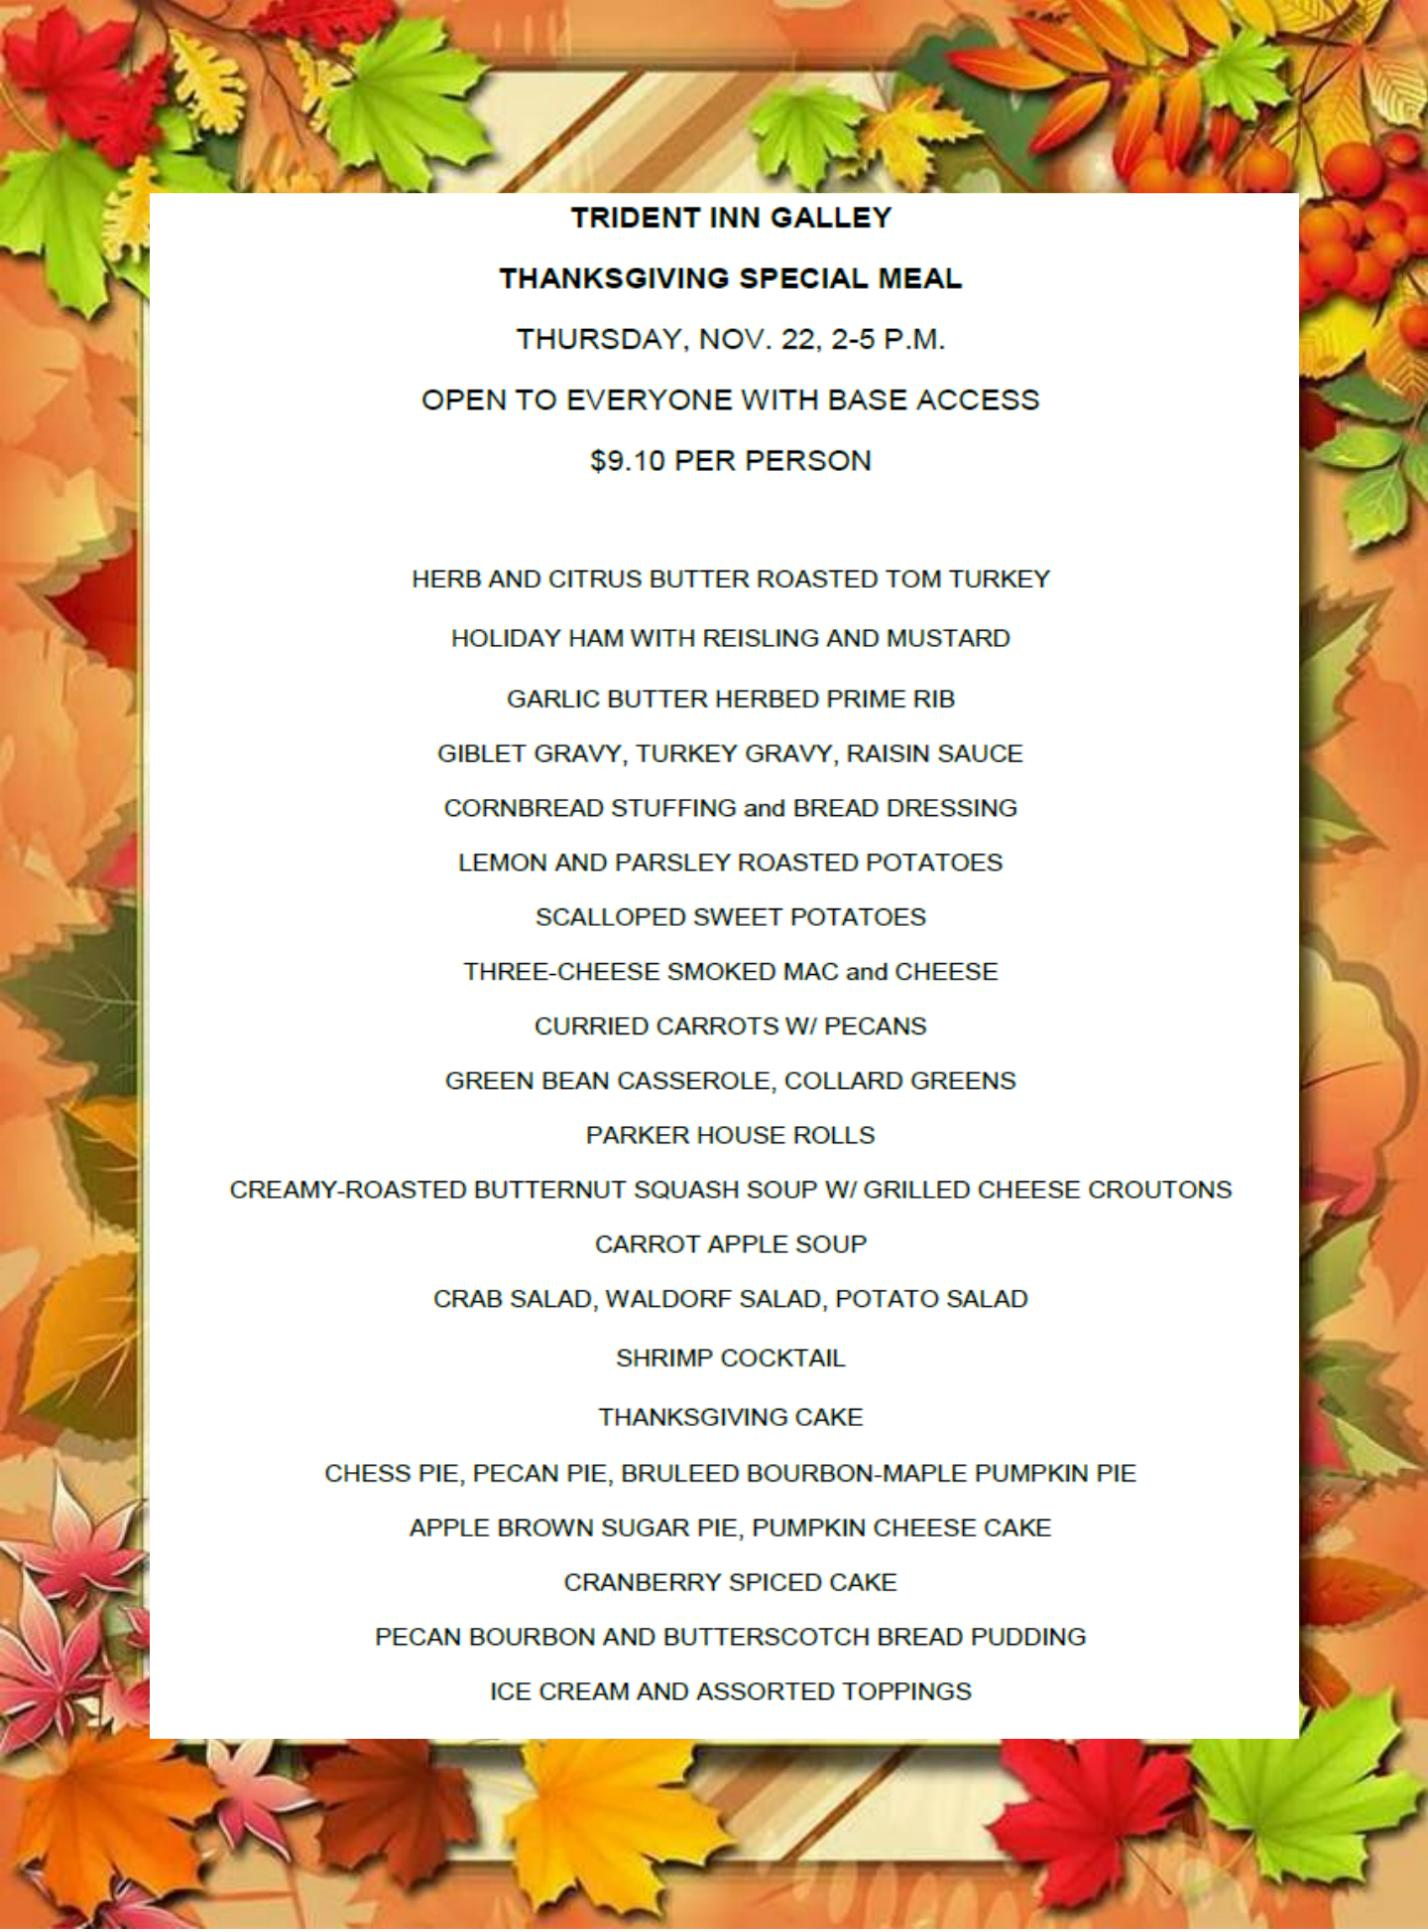 TRIDENT INN GALLEY
THANKSGIVING SPECIAL MEAL
THURSDAY, NOV. 22, 2-5 P.M.
OPEN TO EVERYONE WITH BASE ACCESS
$9.10 PER PERSON
HERB AND CITRUS BUTTER ROASTED TOM TURKEY
HOLIDAY HAM WITH REISLING AND MUSTARD
GARLIC BUTTER HERBED PRIME RIB
GIBLET GRAVY, TURKEY GRAVY, RAISIN SAUCE
CORNBREAD STUFFING and BREAD DRESSING
LEMON AND PARSLEY ROASTED POTATOES
SCALLOPED SWEET POTATOES
THREE-CHEESE SMOKED MAC and CHEESE
CURRIED CARROTS W/ PECANS
GREEN BEAN CASSEROLE, COLLARD GREENS
PARKER HOUSE ROLLS
CREAMY-ROASTED BUTTERNUT SQUASH SOUP W/ GRILLED CHEESE CROUTONS
CARROT APPLE SOUP
CRAB SALAD, WALDORF SALAD, POTATO SALAD
SHRIMP COCKTAIL
THANKSGIVING CAKE
CHESS PIE, PECAN PIE, BRULEED BOURBON-MAPLE PUMPKIN PIE
APPLE BROWN SUGAR PIE, PUMPKIN CHEESE CAKE
CRANBERRY SPICED CAKE
PECAN BOURBON AND BUTTERSCOTCH BREAD PUDDING
ICE CREAM AND ASSORTED TOPPINGS